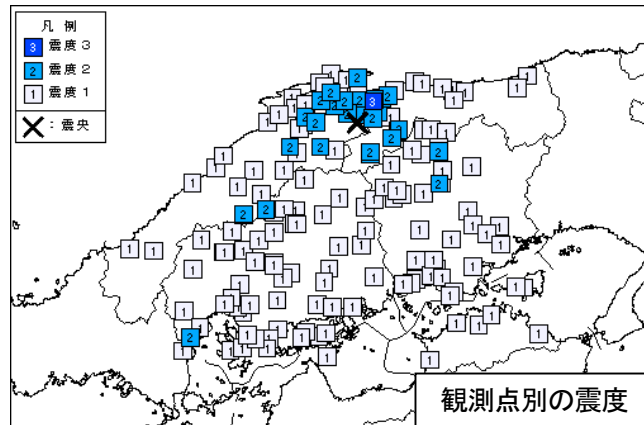 凡 例
3 震度３
2 震度２
1 震度１
：震央
観測点別の震度